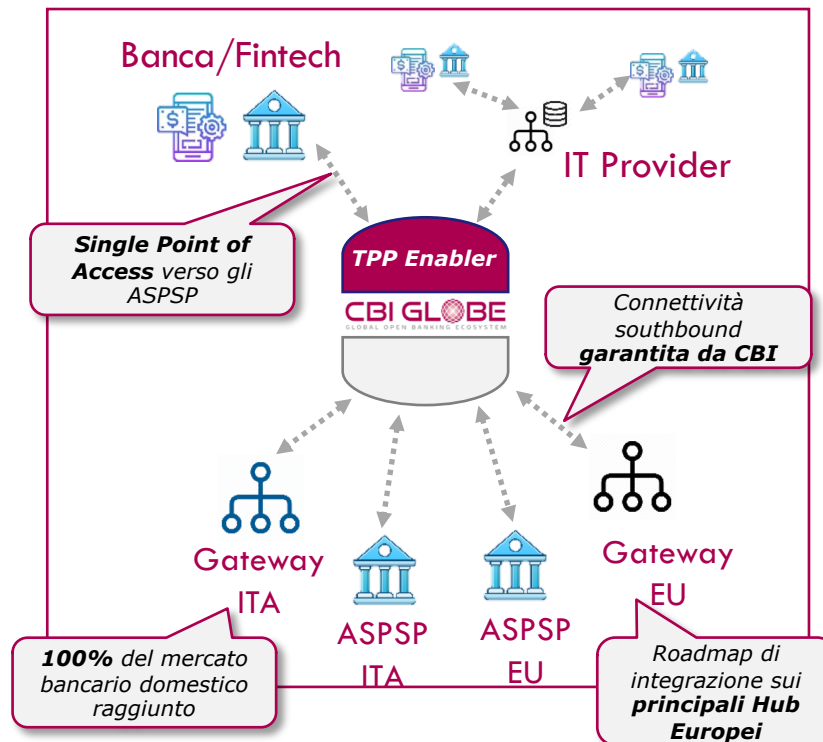 Banca/Fintech
IT Provider
Single Point of
Access verso gli
ASPSP
TPP Enabler
CBI GLOBE
GLOBAL OPEN BANKING ECOSYSTEM
Connettività
southbound
garantita da CBI
Gateway
ITA
ASPSP
ITA
ASPSP
EU
Gateway
EU
100% del mercato
bancario domestico
raggiunto
Roadmap di
integrazione sui
principali Hub
Europei